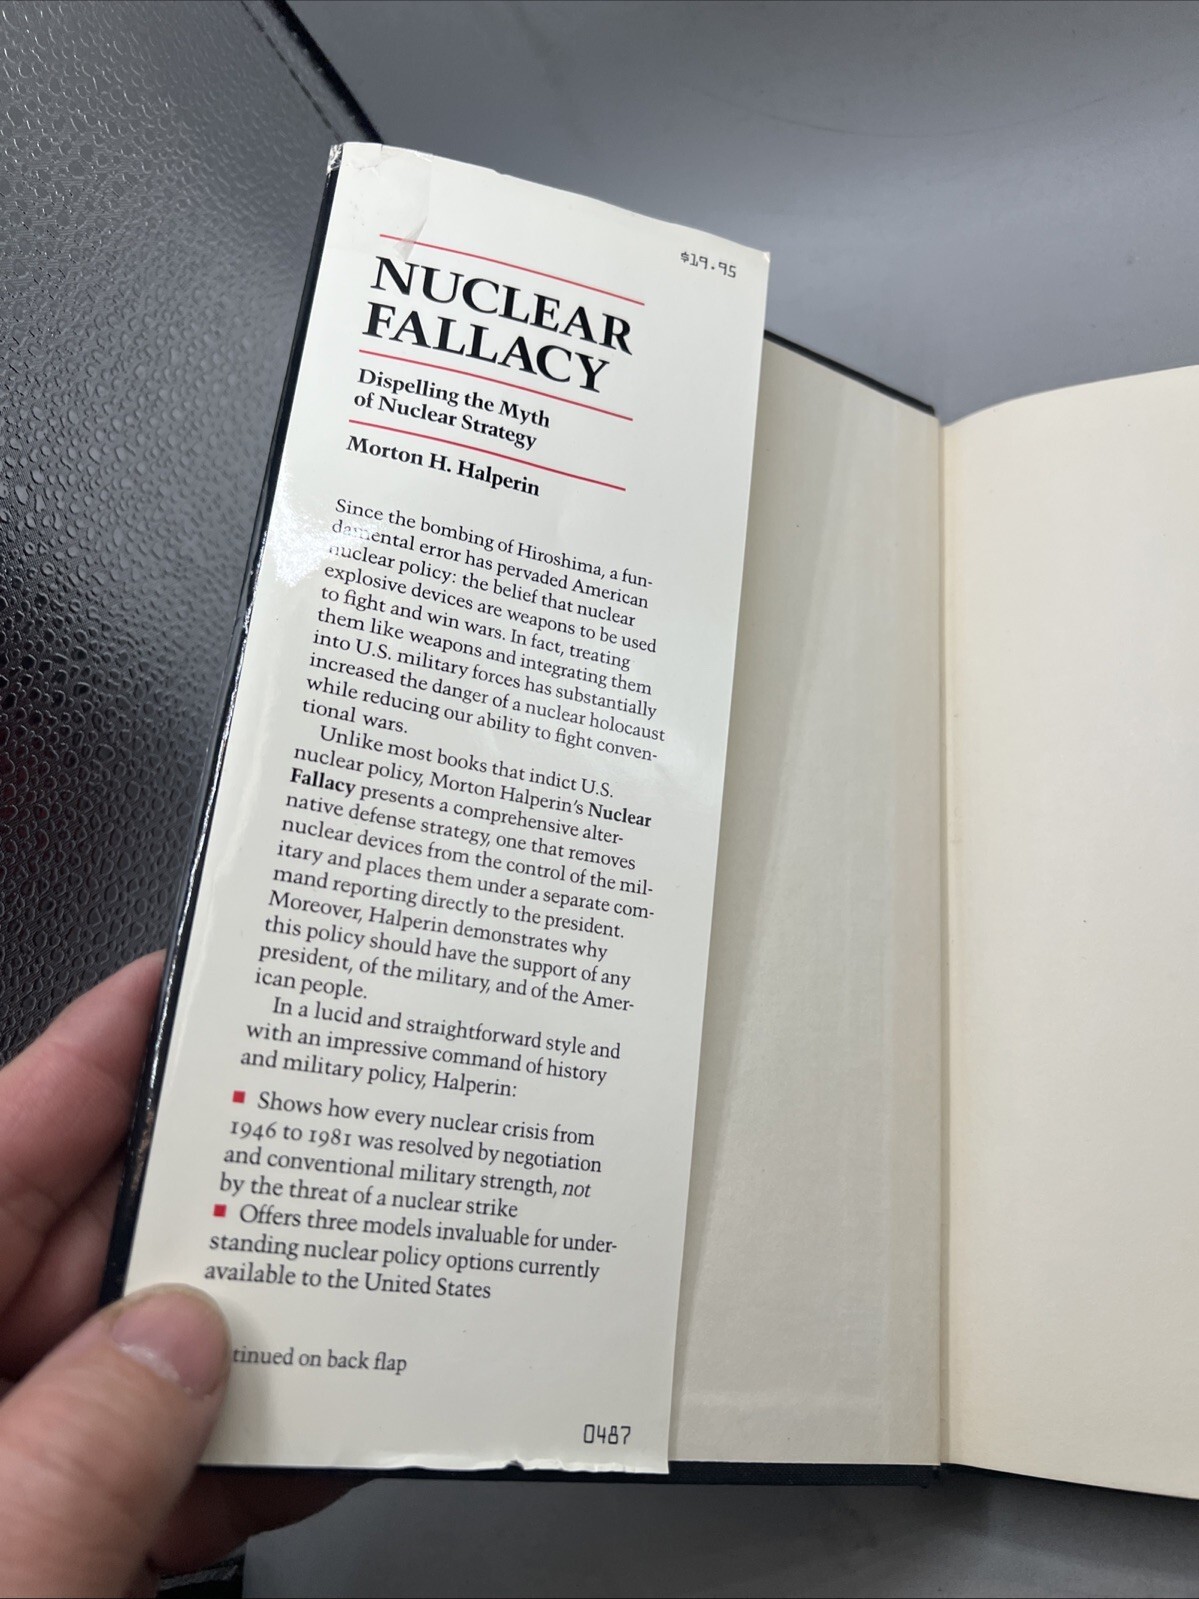 $19.95
NUCLEAR
FALLACY
Dispelling the Myth
of Nuclear Strategy
Morton H. Halperin
Since the bombing of Hiroshima, a fun-
damental error has pervaded American
nuclear policy: the belief that nuclear
explosive devices are weapons to be used
to fight and win wars. In fact, treating
them like weapons and integrating them
into U.S. military forces has substantially
increased the danger of a nuclear holocaust
while reducing our ability to fight conven-
tional wars.
Unlike most books that indict U.S.
nuclear policy, Morton Halperin's Nuclear
Fallacy presents a comprehensive alter-
native defense strategy, one that removes
nuclear devices from the control of the mil-
itary and places them under a separate com-
mand reporting directly to the president.
Moreover, Halperin demonstrates why
this policy should have the support of any
president, of the military, and of the Amer-
ican people.
In a lucid and straightforward style and
with an impressive command of history
and military policy, Halperin:
■ Shows how every nuclear crisis from
1946 to 1981 was resolved by negotiation
and conventional military strength, not
by the threat of a nuclear strike
■ Offers three models invaluable for under-
standing nuclear policy options currently
available to the United States
tinued on back flap
0487